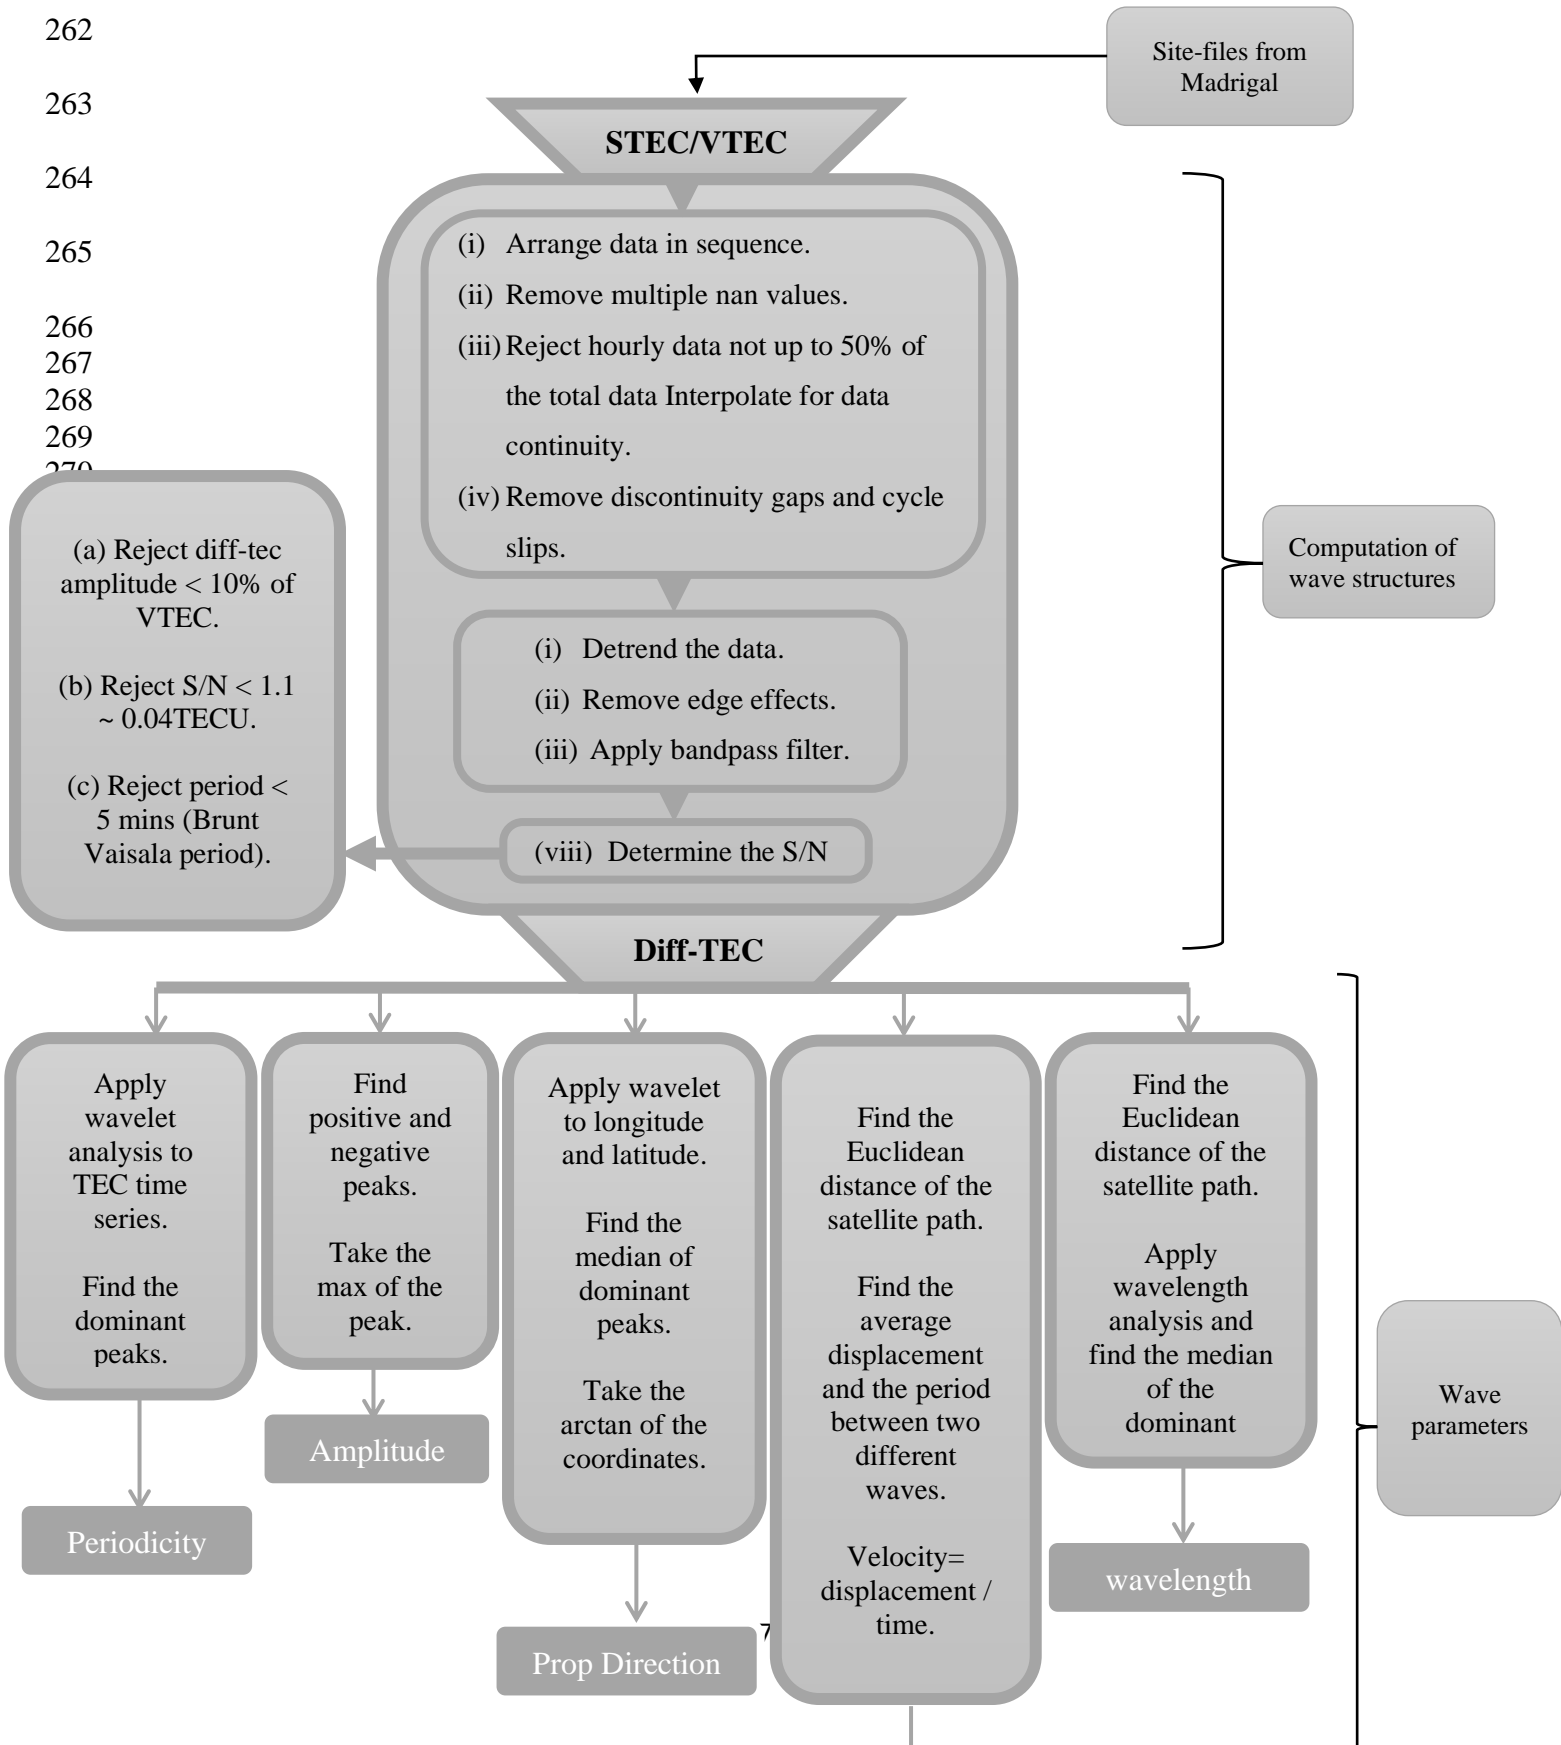 262
Site-files from
Madrigal
263
STEC/VTEC
264
265
(i) Arrange data in sequence.
(ii) Remove multiple nan values.
266
267
(iii) Reject hourly data not up to 50% of
the total data Interpolate for data
continuity.
268
269
270
(iv) Remove discontinuity gaps and cycle
slips.
(a) Reject diff-tec
amplitude < 10% of
VTEC.
(b) Reject S/N < 1.1
~ 0.04TECU.
(c) Reject period <
5 mins (Brunt
Vaisala period).
Computation of
wave structures
(i) Detrend the data.
(ii) Remove edge effects.
(iii) Apply bandpass filter.
(viii) Determine the S/N
Diff-TEC
Apply
wavelet
analysis to
TEC time
series.
Find the
dominant
peaks.
Find
positive and
negative
peaks.
Take the
max of the
peak.
Apply wavelet
to longitude
and latitude.
Find the
median of
dominant
peaks.
Take the
arctan of the
coordinates.
Find the
Euclidean
distance of the
satellite path.
Find the
average
displacement
and the period
between two
different
waves.
Velocity=
displacement /
time.
Find the
Euclidean
distance of the
satellite path.
Apply
wavelength
analysis and
find the median
of the
dominant
Wave
parameters
Periodicity
Amplitude
Prop Direction
wavelength
7